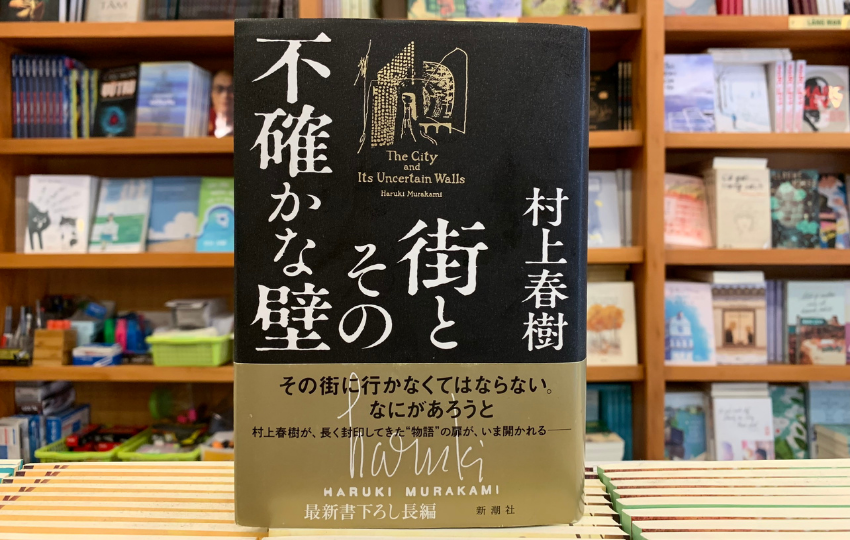 街と
その
不確かな壁
The City
and
Its Uncertain Walls
Haruki Murakami
村上春樹
その街に行かなくてはならない。
なにがあろうと
村上春樹が、長く封印してきた“物語”の扉が、いま開かれる——
haruki
HARUKI MURAKAMI
最新書下ろし長編
新潮社
LÃNG MẠN